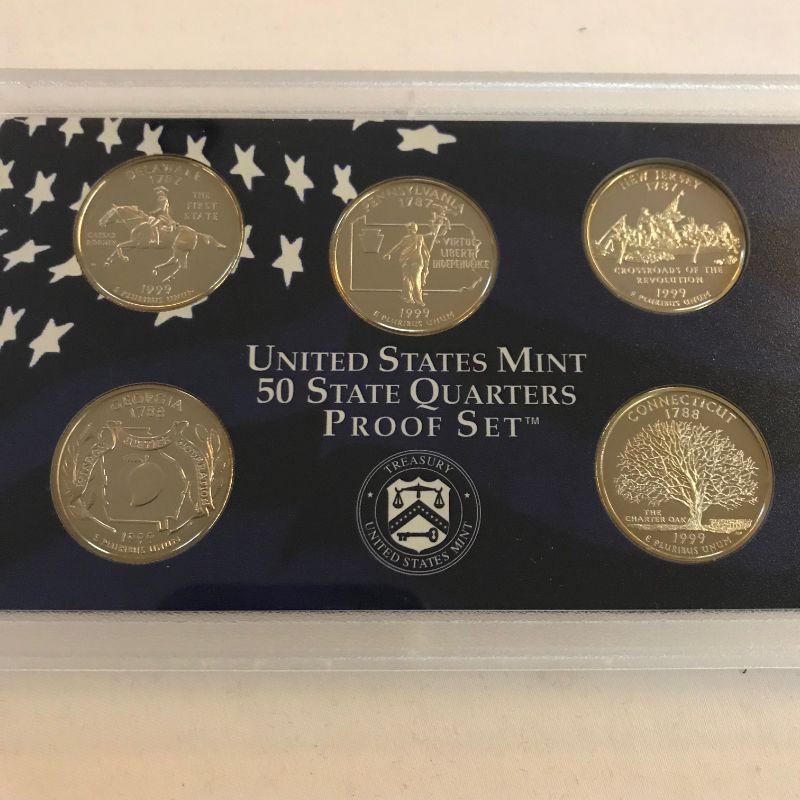 DELAWARE
1787
THE
FIRST
STATE
CAESAR
RODNEY
1999
E PLURIBUS UNUM
PENNSYLVANIA
1787
VIRTUE
LIBERTY
INDEPENDENCE
1999
E PLURIBUS UNUM
NEW JERSEY
1787
CROSSROADS OF THE
REVOLUTION
1999
E PLURIBUS UNUM
UNITED STATES MINT
50 STATE QUARTERS
PROOF SET™
GEORGIA
1788
WISDOM JUSTICE MODERATION
1999
E PLURIBUS UNUM
TREASURY
UNITED STATES MINT
CONNECTICUT
1788
THE
CHARTER OAK
1999
E PLURIBUS UNUM